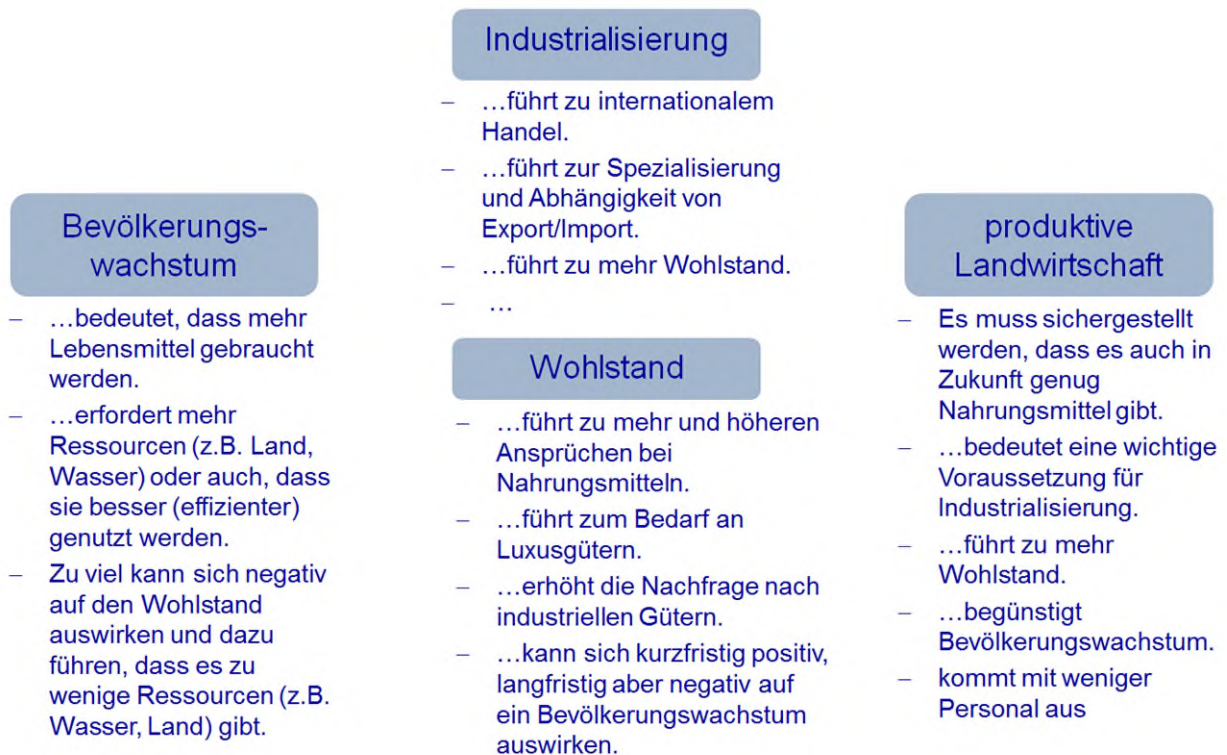 Industrialisierung
– …führt zu internationalem
Handel.
– …führt zur Spezialisierung
und Abhängigkeit von
Export/Import.
– …führt zu mehr Wohlstand.
– …
Bevölkerungs-
wachstum
– …bedeutet, dass mehr
Lebensmittel gebraucht
werden.
– …erfordert mehr
Ressourcen (z.B. Land,
Wasser) oder auch, dass
sie besser (effizienter)
genutzt werden.
– Zu viel kann sich negativ
auf den Wohlstand
auswirken und dazu
führen, dass es zu
wenige Ressourcen (z.B.
Wasser, Land) gibt.
Wohlstand
– …führt zu mehr und höheren
Ansprüchen bei
Nahrungsmitteln.
– …führt zum Bedarf an
Luxusgütern.
– …erhöht die Nachfrage nach
industriellen Gütern.
– …kann sich kurzfristig positiv,
langfristig aber negativ auf
ein Bevölkerungswachstum
auswirken.
produktive
Landwirtschaft
– Es muss sichergestellt
werden, dass es auch in
Zukunft genug
Nahrungsmittel gibt.
– …bedeutet eine wichtige
Voraussetzung für
Industrialisierung.
– …führt zu mehr
Wohlstand.
– …begünstigt
Bevölkerungswachstum.
– kommt mit weniger
Personal aus